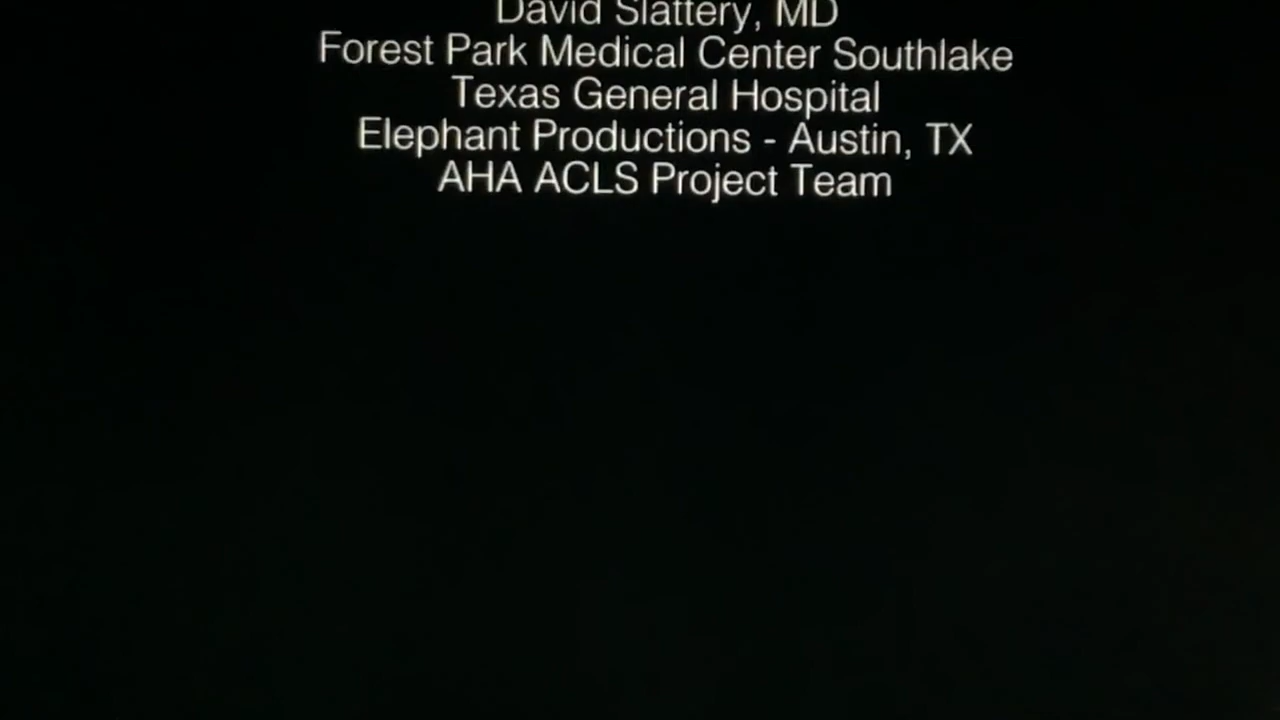 David Slattery, MD
Forest Park Medical Center Southlake
Texas General Hospital
Elephant Productions - Austin, TX
AHA ACLS Project Team